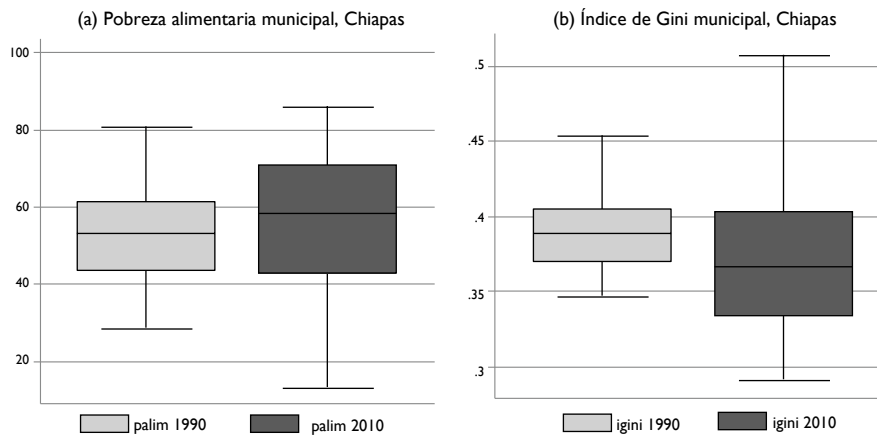 (a) Pobreza alimentaria municipal, Chiapas
100
80
60
40
20
palim 1990
palim 2010
(b) Índice de Gini municipal, Chiapas
.5
.45
.4
.35
.3
igini 1990
igini 2010